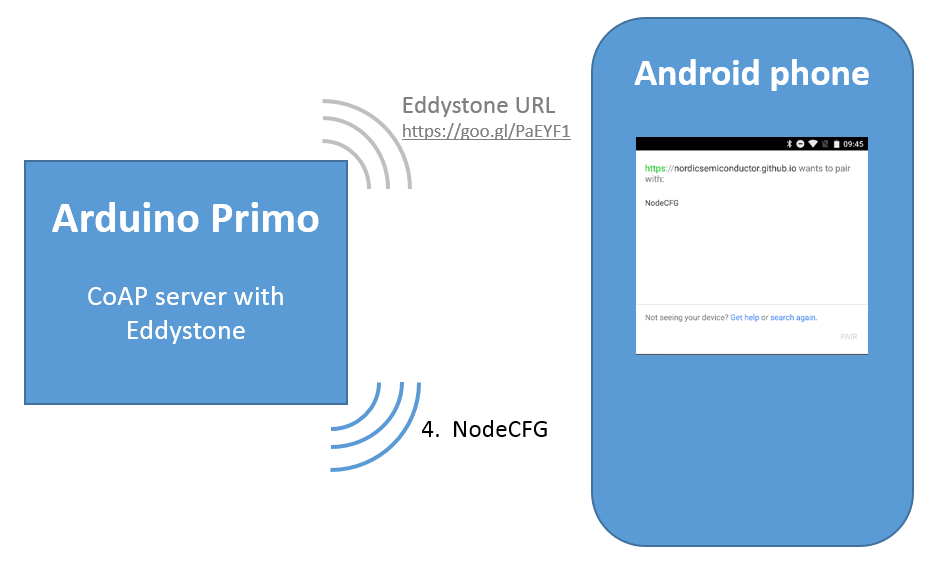 Android phone
Eddystone URL
https://goo.gl/PaEYF1
09:45
https://nordicsemiconductor.github.io wants to pair
with:
NodeCFG
Arduino Primo
CoAP server with
Eddystone
Not seeing your device? Get help or search again.
PAIR
4. NodeCFG